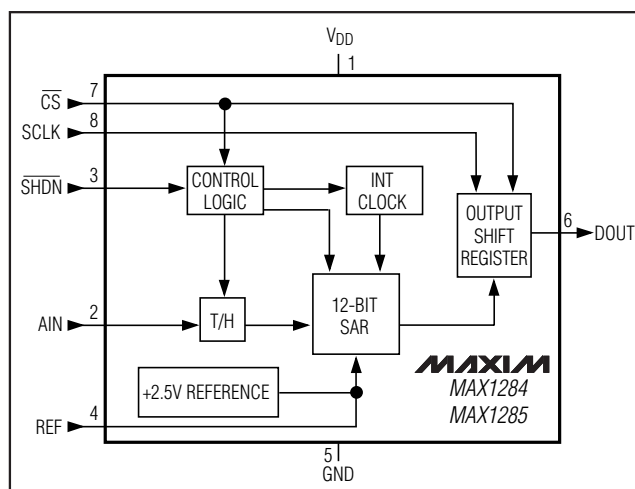 VDD
1
CS
7
SCLK
8
SHDN
3
CONTROL
LOGIC
INT
CLOCK
OUTPUT
SHIFT
REGISTER
6
DOUT
AIN
2
T/H
12-BIT
SAR
+2.5V REFERENCE
MAXIM
MAX1284
MAX1285
REF
4
5
GND